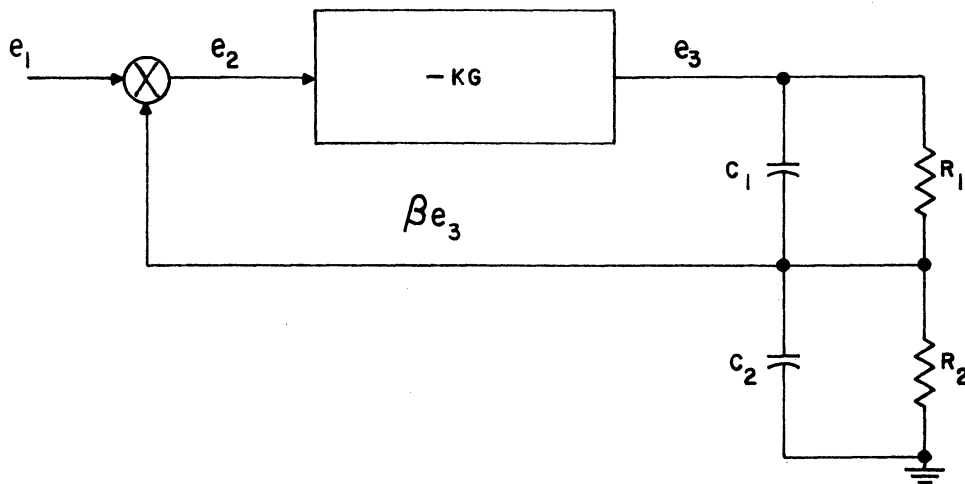 e₁
e₂
-KG
e₃
C₁
R₁
βe₃
C₂
R₂